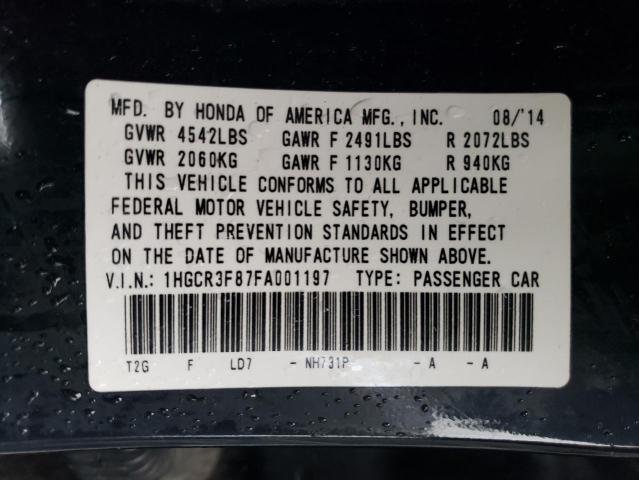 MFD. BY HONDA OF AMERICA MFG., INC. 08/'14
GVWR 4542LBS GAWR F 2491LBS R 2072LBS
GVWR 2060KG GAWR F 1130KG R 940KG
THIS VEHICLE CONFORMS TO ALL APPLICABLE
FEDERAL MOTOR VEHICLE SAFETY, BUMPER,
AND THEFT PREVENTION STANDARDS IN EFFECT
ON THE DATE OF MANUFACTURE SHOWN ABOVE.
V.I.N.: 1HGCR3F87FA001197 TYPE: PASSENGER CAR
T2G F LD7 - NH731P - A - A